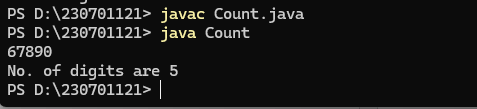 PS D:\230701121> javac Count.java
PS D:\230701121> java Count
67890
No. of digits are 5
PS D:\230701121>